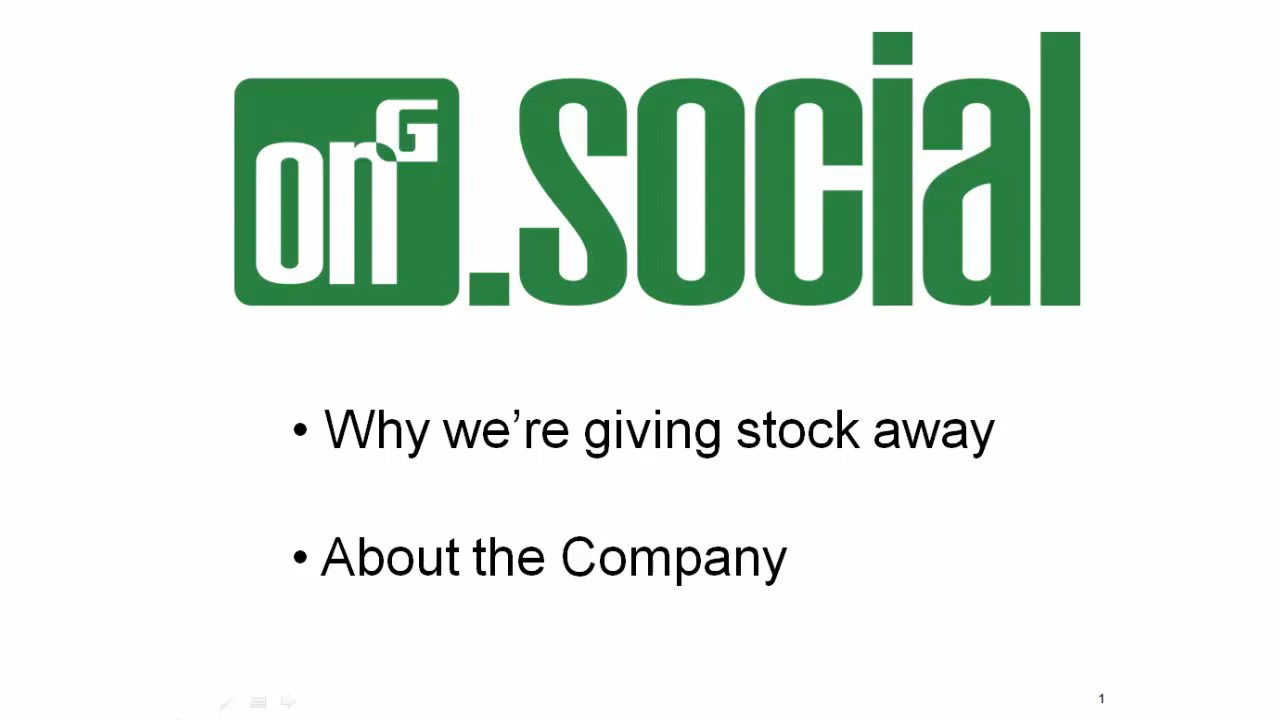 onG.social
• Why we’re giving stock away
• About the Company
1